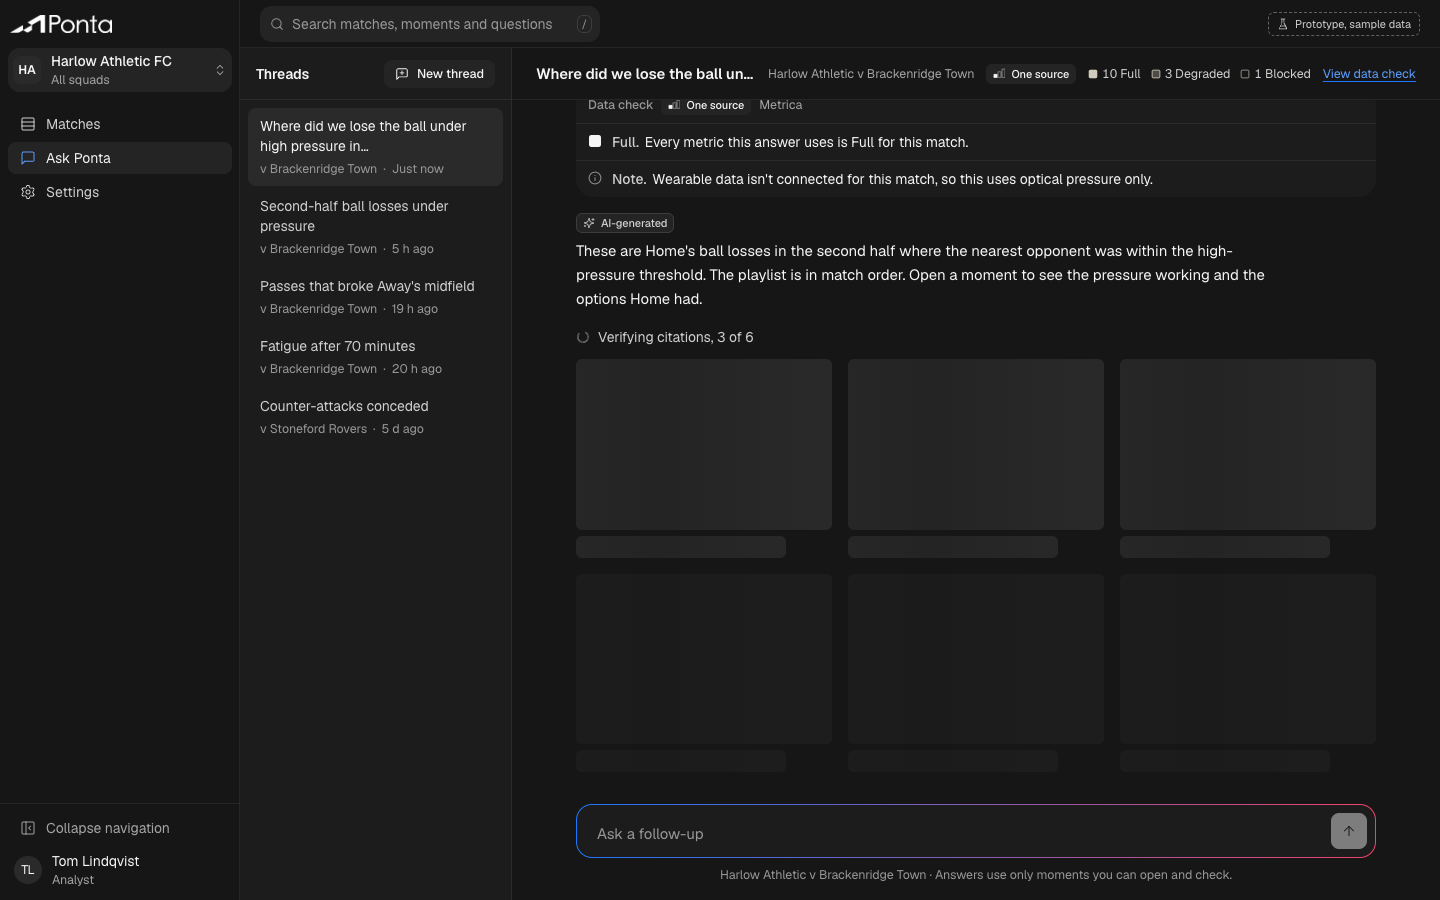 Ponta
Search matches, moments and questions
/
Prototype, sample data
HA
Harlow Athletic FC
All squads
Matches
Ask Ponta
Settings
Collapse navigation
TL
Tom Lindqvist
Analyst
Threads
New thread
Where did we lose the ball under
high pressure in…
v Brackenridge Town · Just now
Second-half ball losses under
pressure
v Brackenridge Town · 5 h ago
Passes that broke Away's midfield
v Brackenridge Town · 19 h ago
Fatigue after 70 minutes
v Brackenridge Town · 20 h ago
Counter-attacks conceded
v Stoneford Rovers · 5 d ago
Where did we lose the ball un…
Harlow Athletic v Brackenridge Town
One source
10 Full
3 Degraded
1 Blocked
View data check
Data check
One source
Metrica
Full. Every metric this answer uses is Full for this match.
Note. Wearable data isn't connected for this match, so this uses optical pressure only.
AI-generated
These are Home's ball losses in the second half where the nearest opponent was within the high-
pressure threshold. The playlist is in match order. Open a moment to see the pressure working and the
options Home had.
Verifying citations, 3 of 6
Ask a follow-up
Harlow Athletic v Brackenridge Town · Answers use only moments you can open and check.